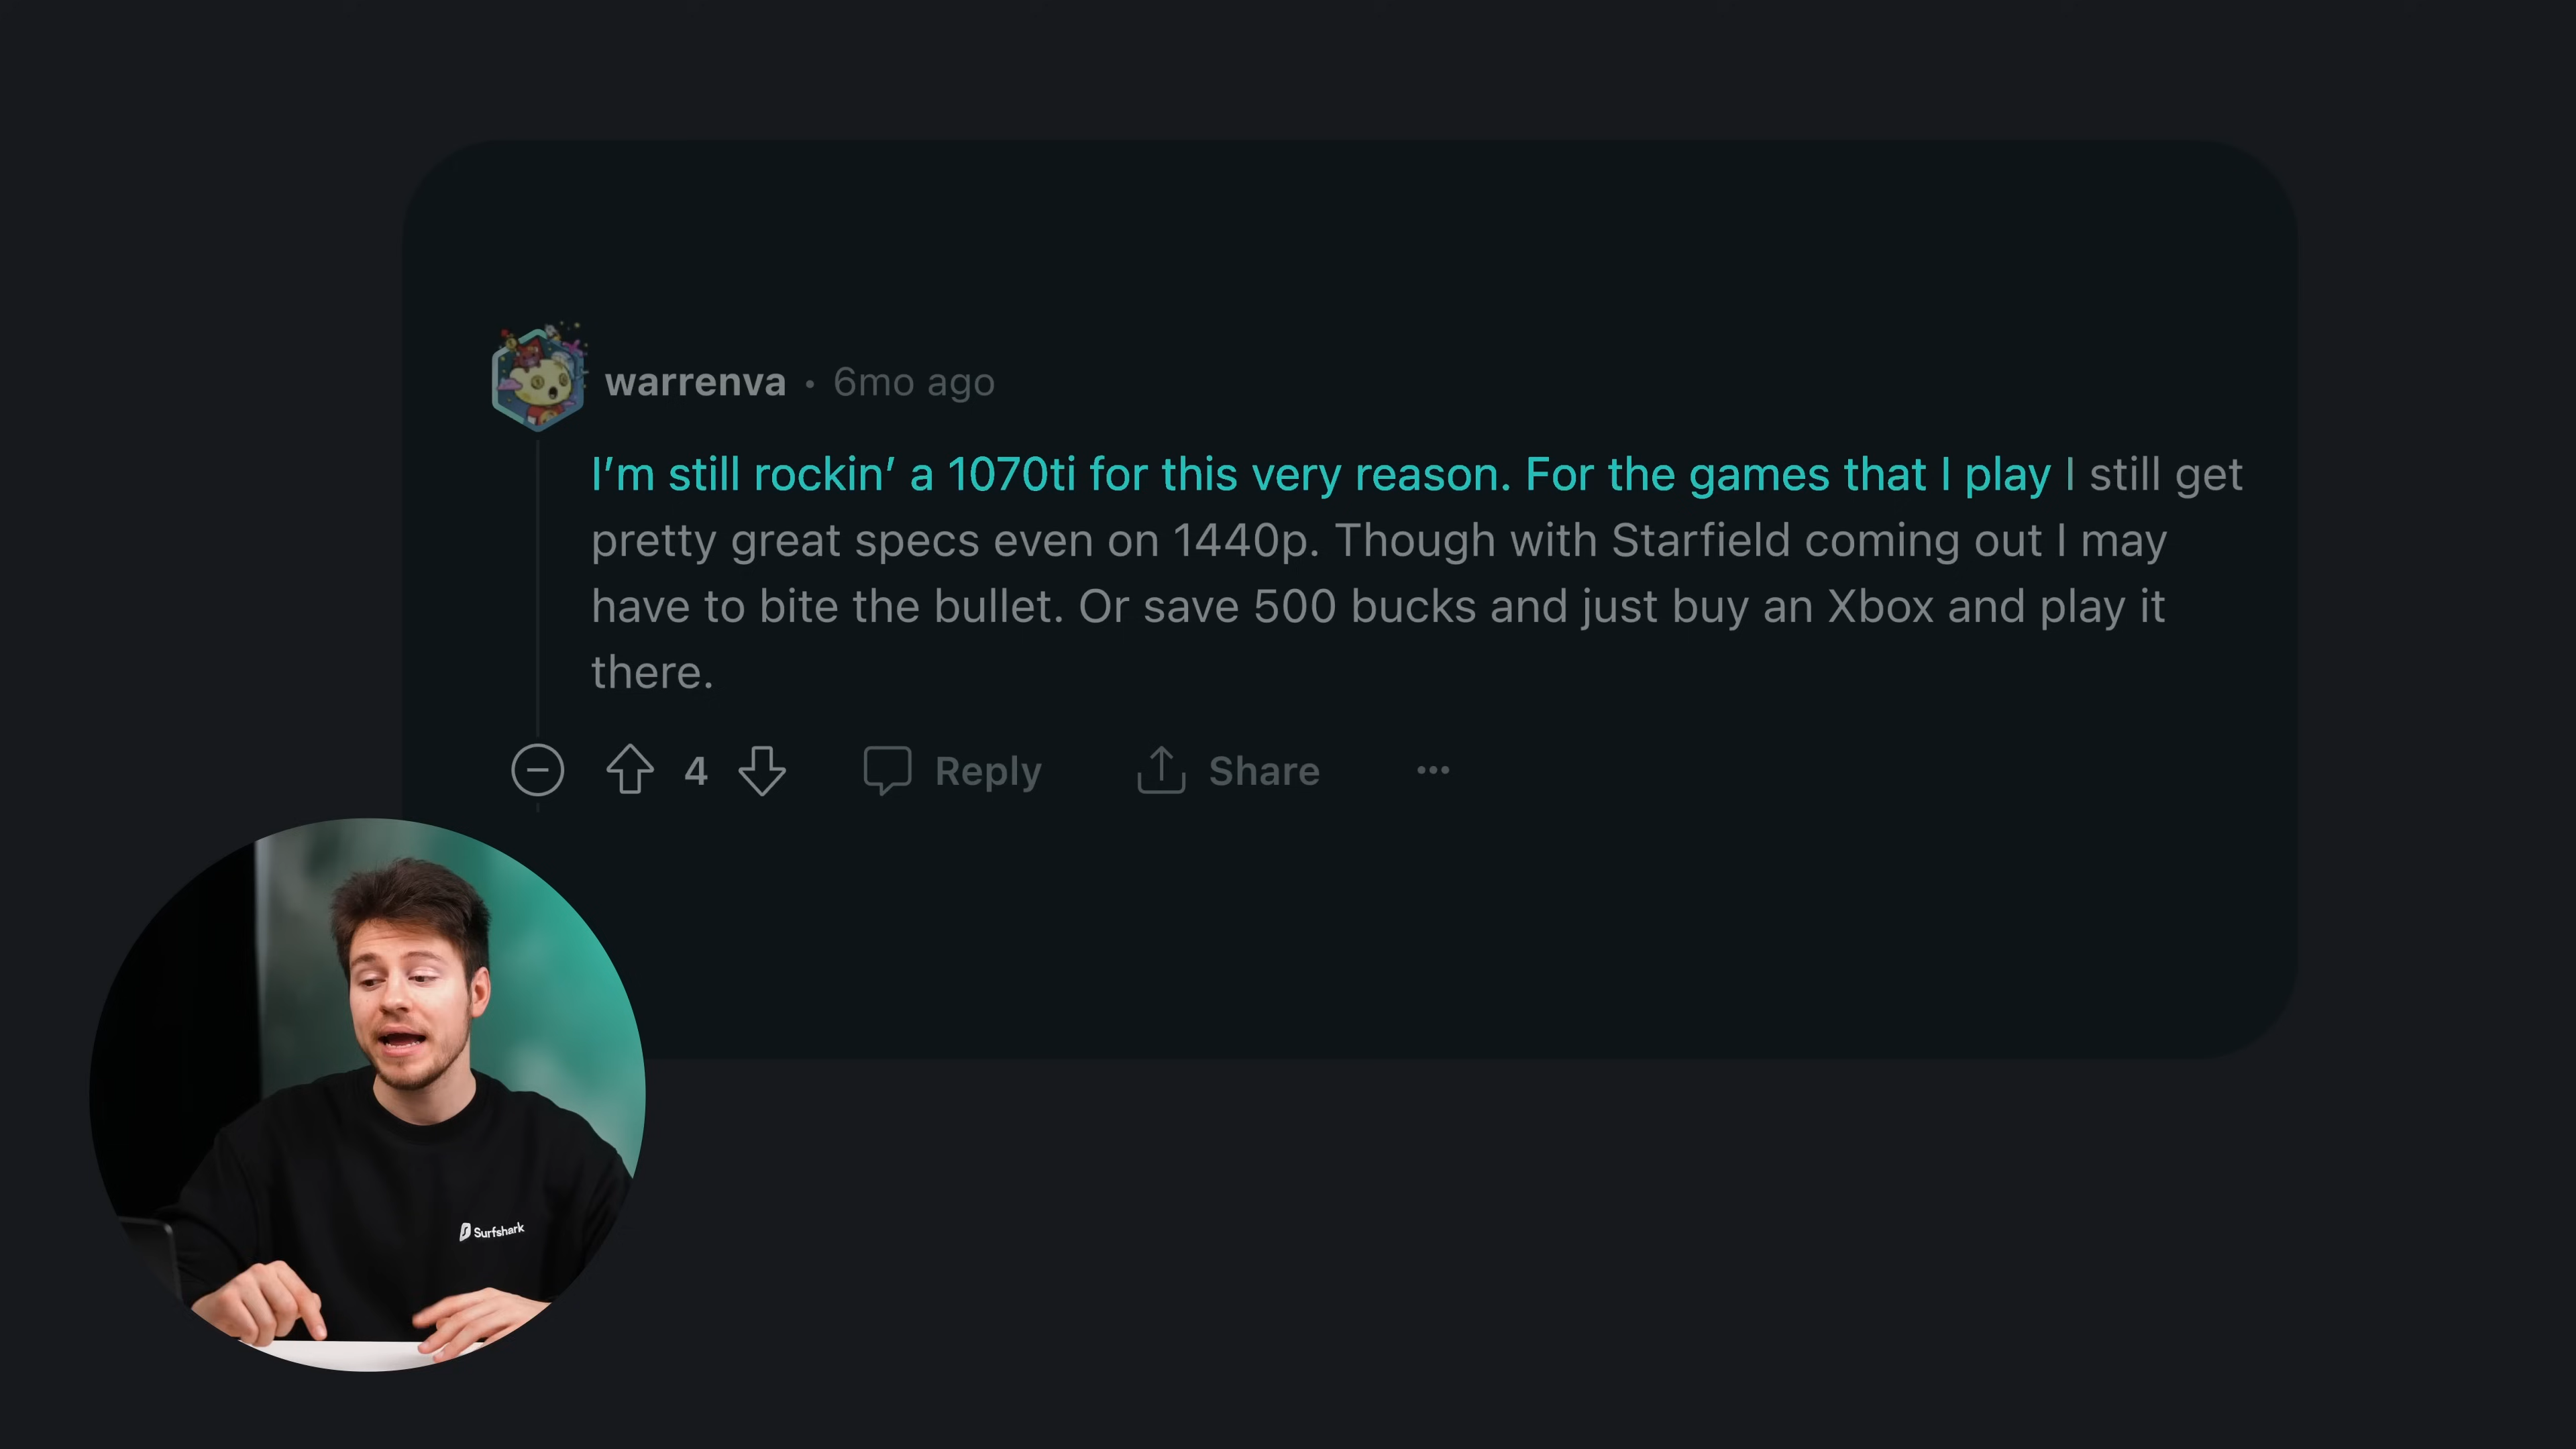 warrenva • 6mo ago
I’m still rockin’ a 1070ti for this very reason. For the games that I play I still get
pretty great specs even on 1440p. Though with Starfield coming out I may
have to bite the bullet. Or save 500 bucks and just buy an Xbox and play it
there.
4 Reply Share
Surfshark